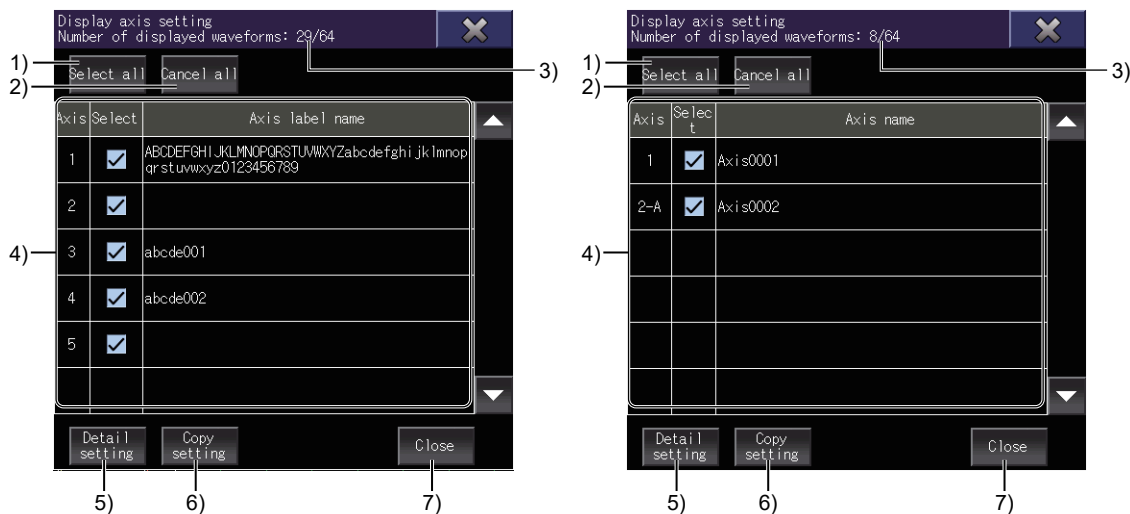 Display axis setting
Number of displayed waveforms: 29/64
1)
Select all
Cancel all
2)
3)
Axis
Select
Axis label name
1
ABCDEFGHIJKLMNOPQRSTUVWXYZabcdefghijklmnop
qrstuvwxyz0123456789
2
4)
3
abcde001
4
abcde002
5
Detail
setting
Copy
setting
Close
5)
6)
7)
Display axis setting
Number of displayed waveforms: 8/64
1)
Select all
Cancel all
2)
3)
Axis
Selec
t
Axis name
1
Axis0001
2-A
Axis0002
4)
Detail
setting
Copy
setting
Close
5)
6)
7)